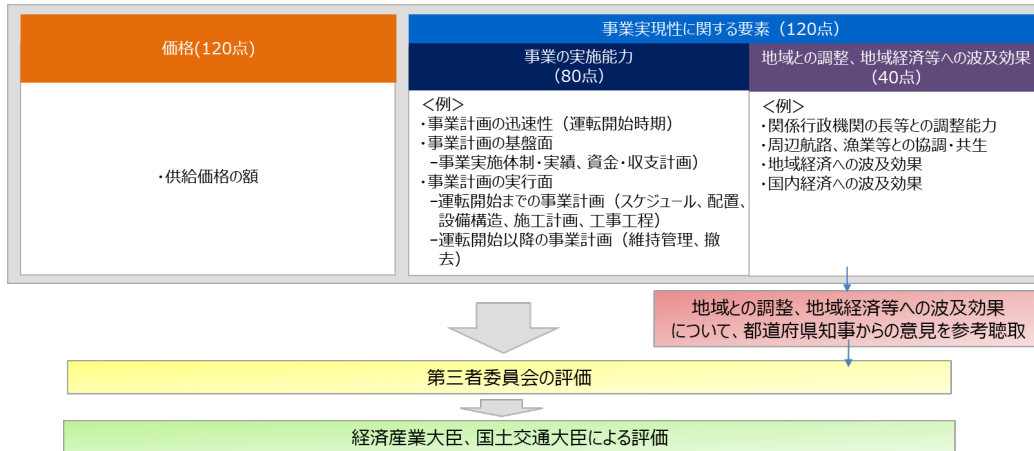 価格(120点)
・供給価格の額
事業実現性に関する要素（120点）
事業の実施能力
（80点）
＜例＞
・事業計画の迅速性（運転開始時期）
・事業計画の基盤面
－事業実施体制・実績、資金・収支計画）
・事業計画の実行面
－運転開始までの事業計画（スケジュール、配置、
設備構造、施工計画、工事工程）
－運転開始以降の事業計画（維持管理、撤
去）
地域との調整、地域経済等への波及効果
（40点）
＜例＞
・関係行政機関の長等との調整能力
・周辺航路、漁業等との協調・共生
・地域経済への波及効果
・国内経済への波及効果
地域との調整、地域経済等への波及効果
について、都道府県知事からの意見を参考聴取
第三者委員会の評価
経済産業大臣、国土交通大臣による評価